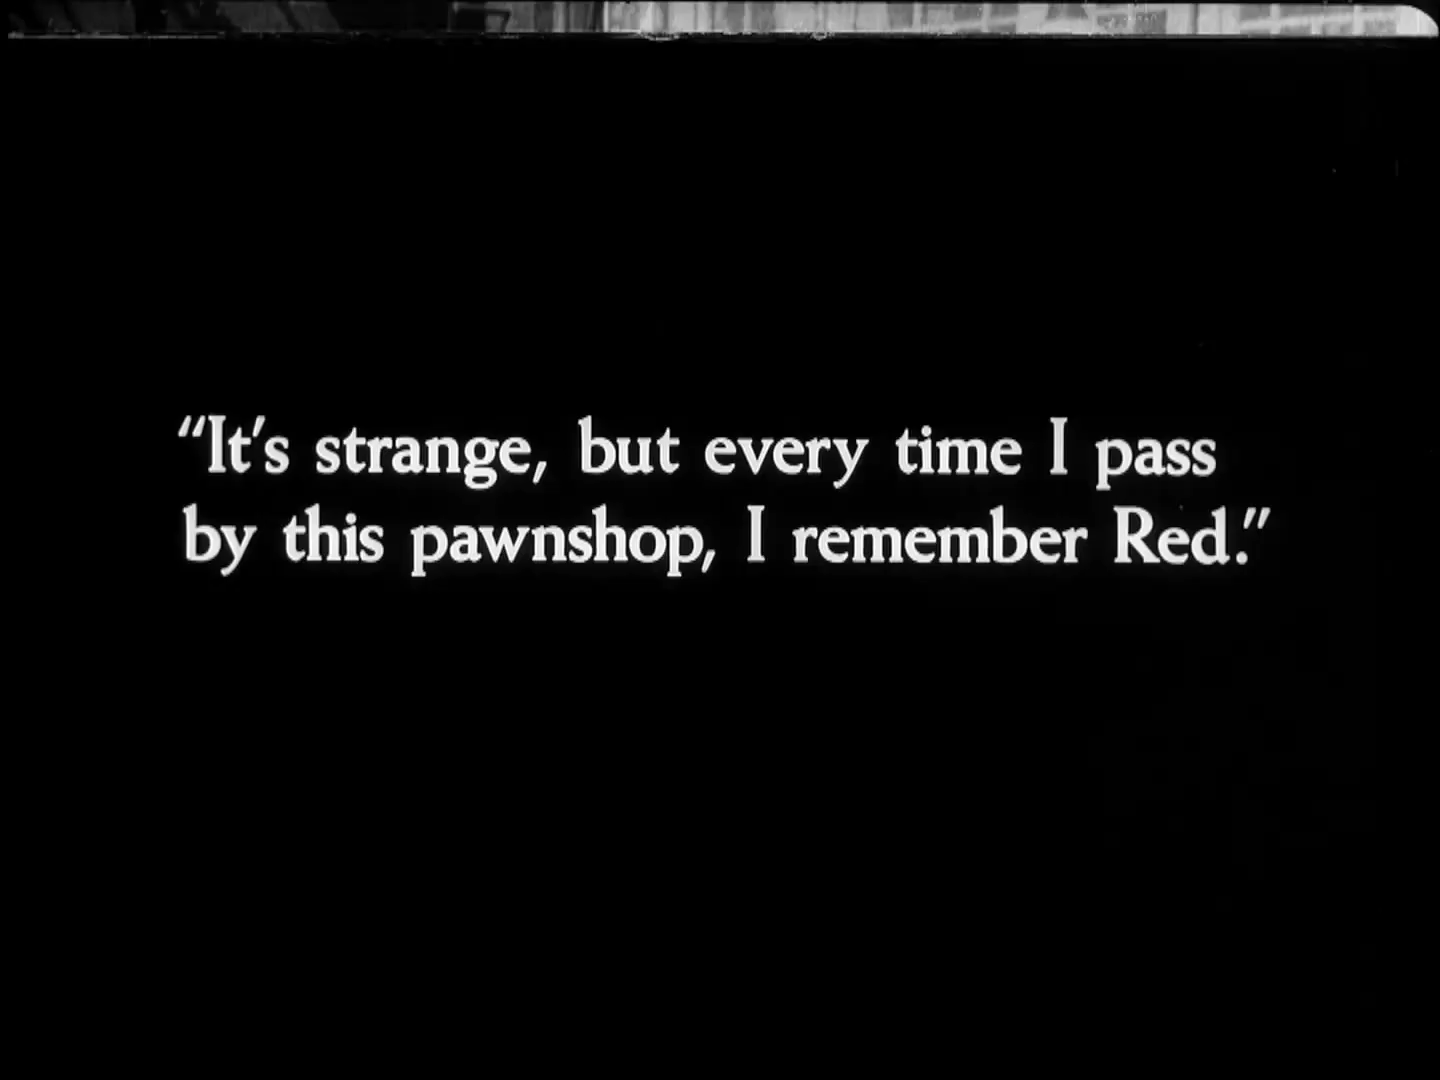 “It's strange, but every time I pass
by this pawnshop, I remember Red.”